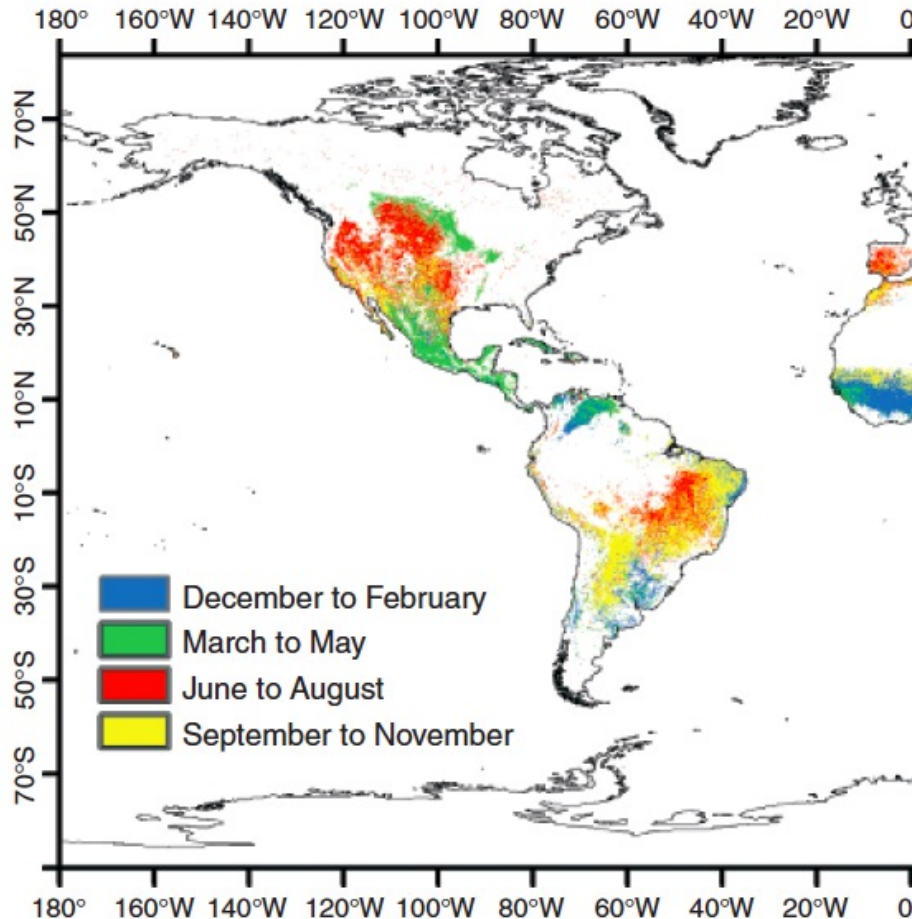 180° 160°W 140°W 120°W 100°W 80°W 60°W 40°W 20°W 0
70°N
50°N
30°N
10°N
10°S
30°S
50°S
70°S
December to February
March to May
June to August
September to November
180° 160°W 140°W 120°W 100°W 80°W 60°W 40°W 20°W 0